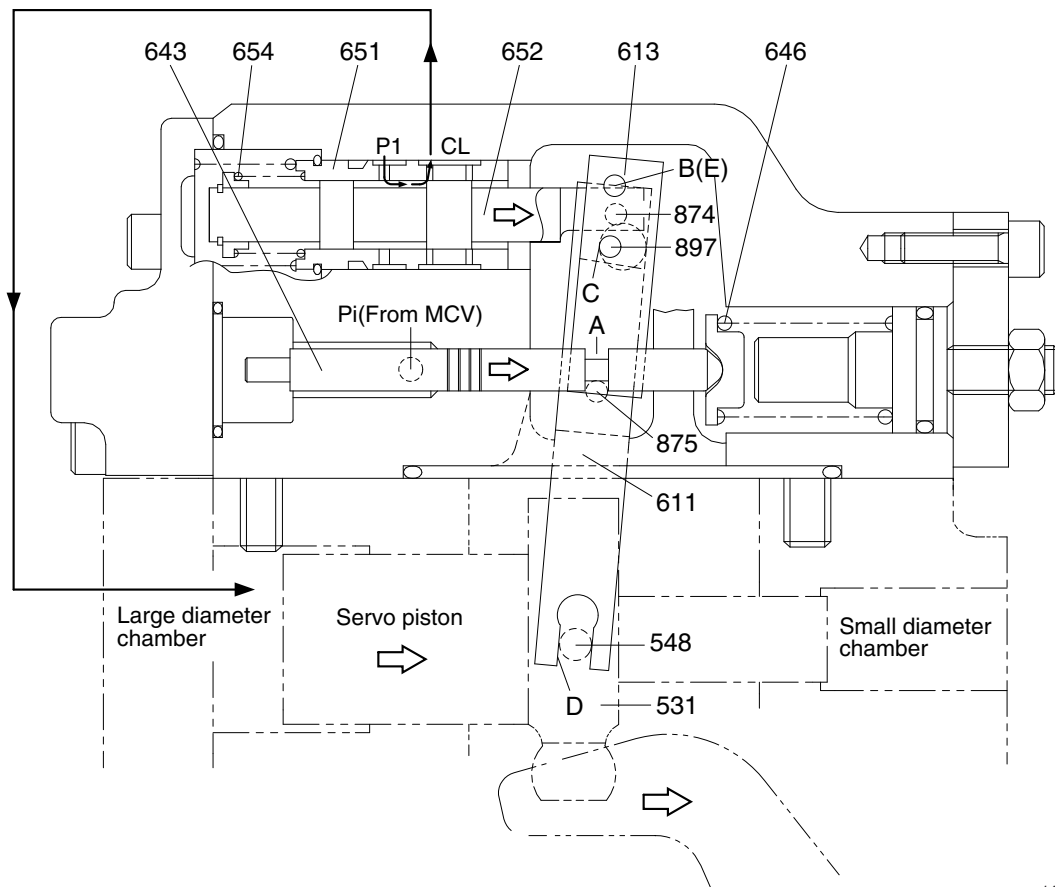 643 654 651 652 613 646
P1 CL
B(E)
874
897
C
A
Pi(From MCV)
875
611
Large diameter
chamber
Servo piston
548
Small diameter
chamber
D
531